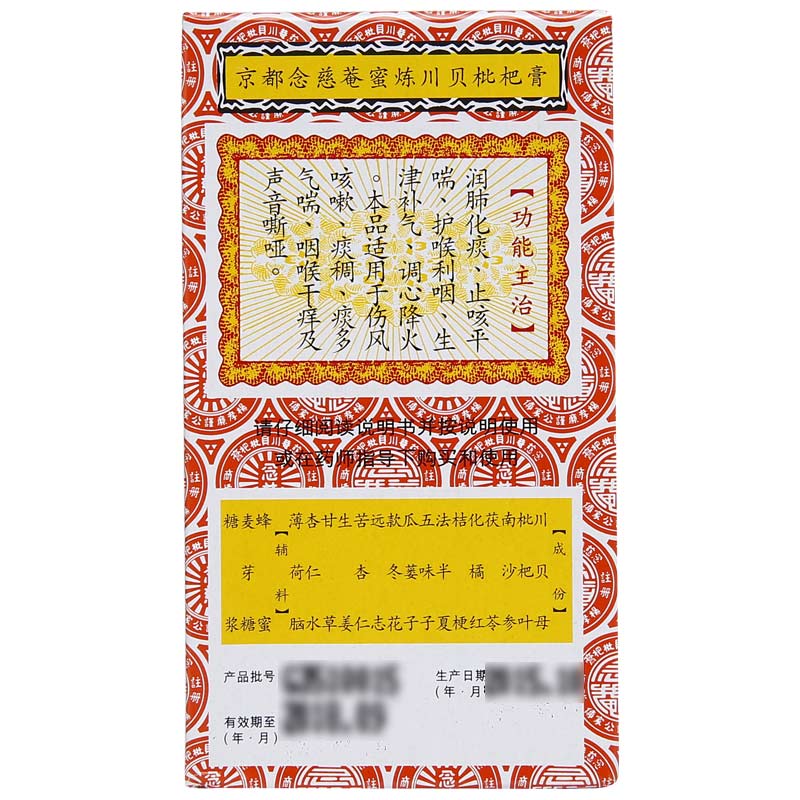 京都念慈菴蜜炼川贝枇杷膏
【功能主治】
润肺化痰、止咳平
喘、护喉利咽、生
津补气、调心降火
。本品适用于伤风
咳嗽、痰稠、痰多
气喘、咽喉干痒及
声音嘶哑。
请仔细阅读说明书并按说明使用
或在药师指导下购买和使用
【成份】
川贝母
枇杷叶
南沙参
茯苓
化橘红
桔梗
法半夏
五味子
瓜蒌子
款冬花
远志
苦杏仁
生姜
甘草
杏仁水
薄荷脑
【辅料】
蜂蜜
麦芽糖
糖浆
产品批号
生产日期
(年·月
有效期至
(年·月)